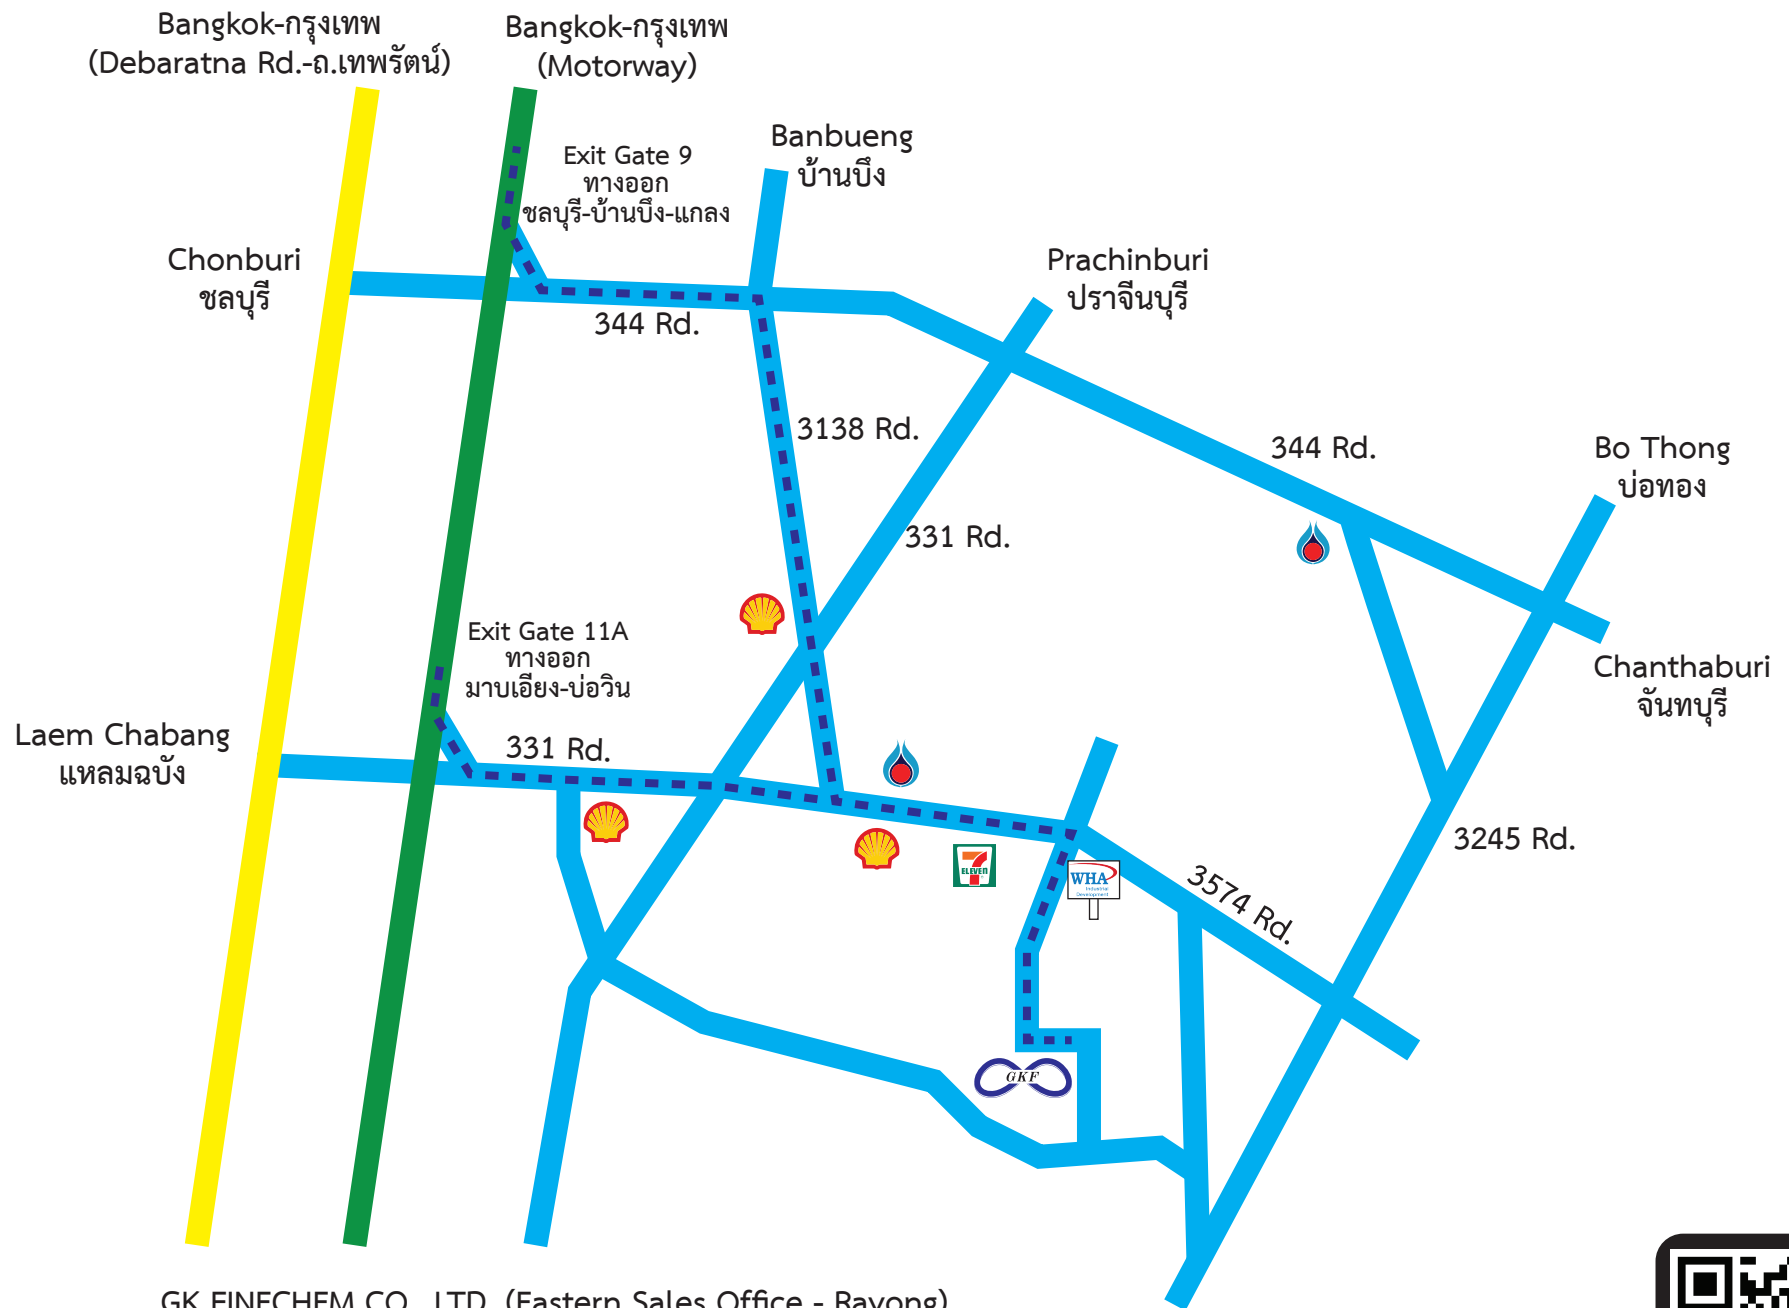 Bangkok-กรุงเทพ
(Debaratna Rd.-ถ.เทพรัตน์)
Bangkok-กรุงเทพ
(Motorway)
Banbueng
บ้านบึง
Exit Gate 9
ทางออก
ชลบุรี-บ้านบึง-แกลง
Chonburi
ชลบุรี
Prachinburi
ปราจีนบุรี
344 Rd.
3138 Rd.
344 Rd.
Bo Thong
บ่อทอง
331 Rd.
Exit Gate 11A
ทางออก
มาบเอียง-บ่อวิน
Chanthaburi
จันทบุรี
Laem Chabang
แหลมฉบัง
331 Rd.
3245 Rd.
7
ELEVEN
WHA
Industrial
Development
3574 Rd.
GKF
GK FINECHEM CO., LTD. (Eastern Sales Office - Rayong)